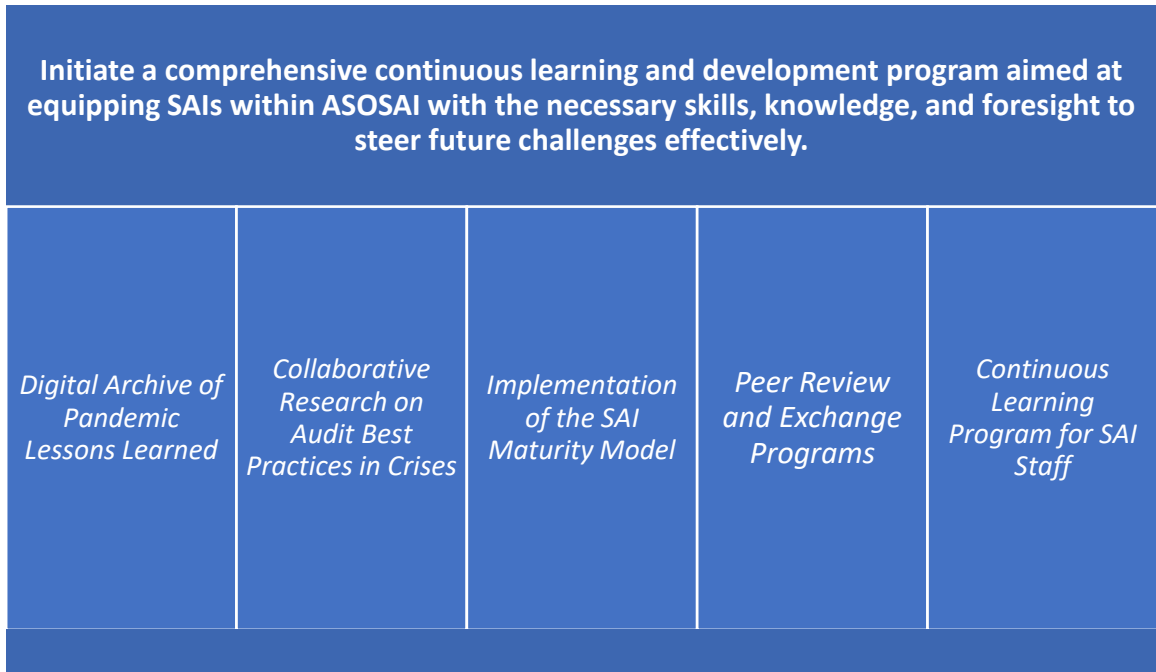 Initiate a comprehensive continuous learning and development program aimed at
equipping SAIs within ASOSAI with the necessary skills, knowledge, and foresight to
steer future challenges effectively.
Digital Archive of
Pandemic
Lessons Learned
Collaborative
Research on
Audit Best
Practices in Crises
Implementation
of the SAI
Maturity Model
Peer Review
and Exchange
Programs
Continuous
Learning
Program for SAI
Staff